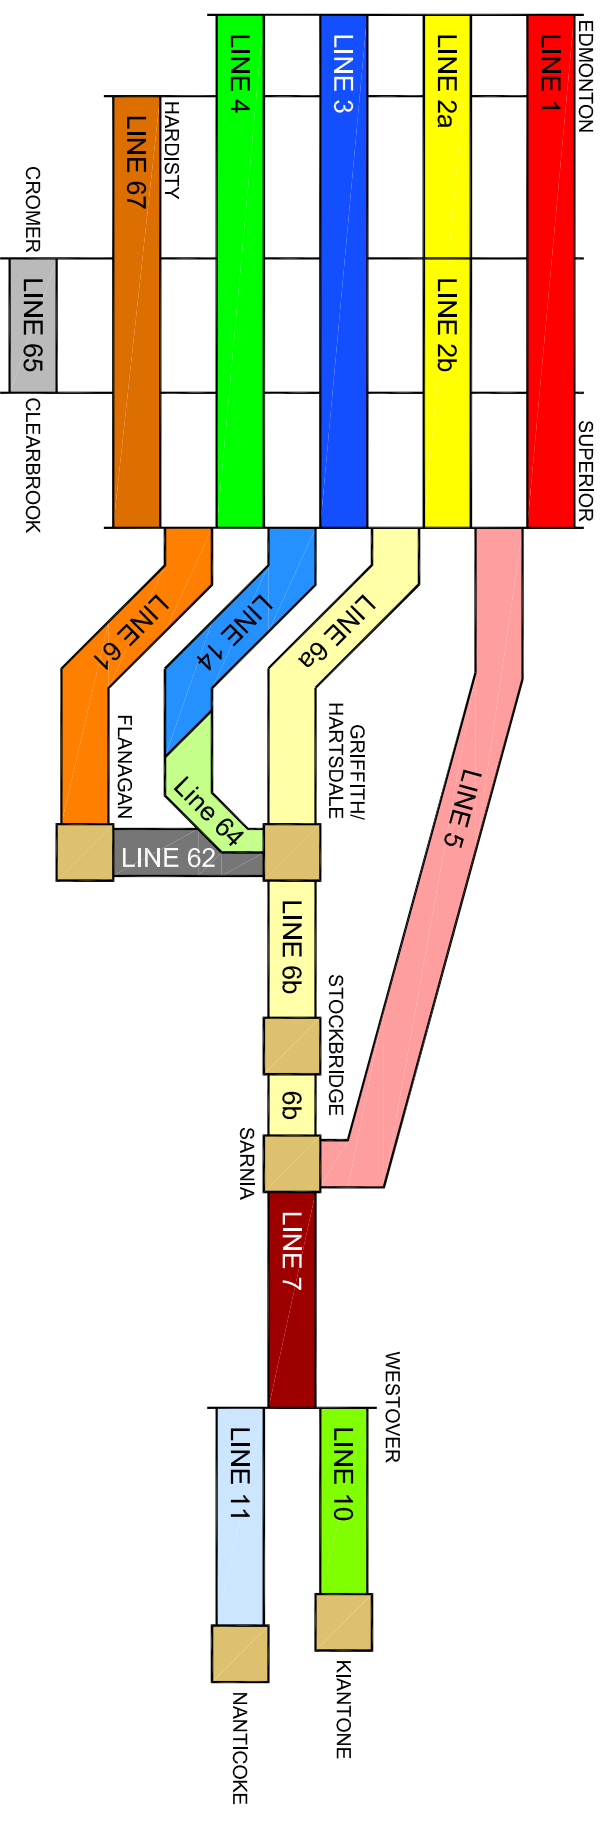 EDMONTON
LINE 1
LINE 2a
LINE 3
LINE 4
HARDISTY
LINE 67
CROMER
LINE 2b
LINE 65
CLEARBROOK
SUPERIOR
LINE 61
LINE 14
LINE 6a
LINE 5
FLANAGAN
GRIFFITH/
HARTSDALE
Line 64
LINE 62
LINE 6b
STOCKBRIDGE
6b
SARNIA
LINE 7
WESTOVER
LINE 11
LINE 10
KIANTONE
NANTICOKE